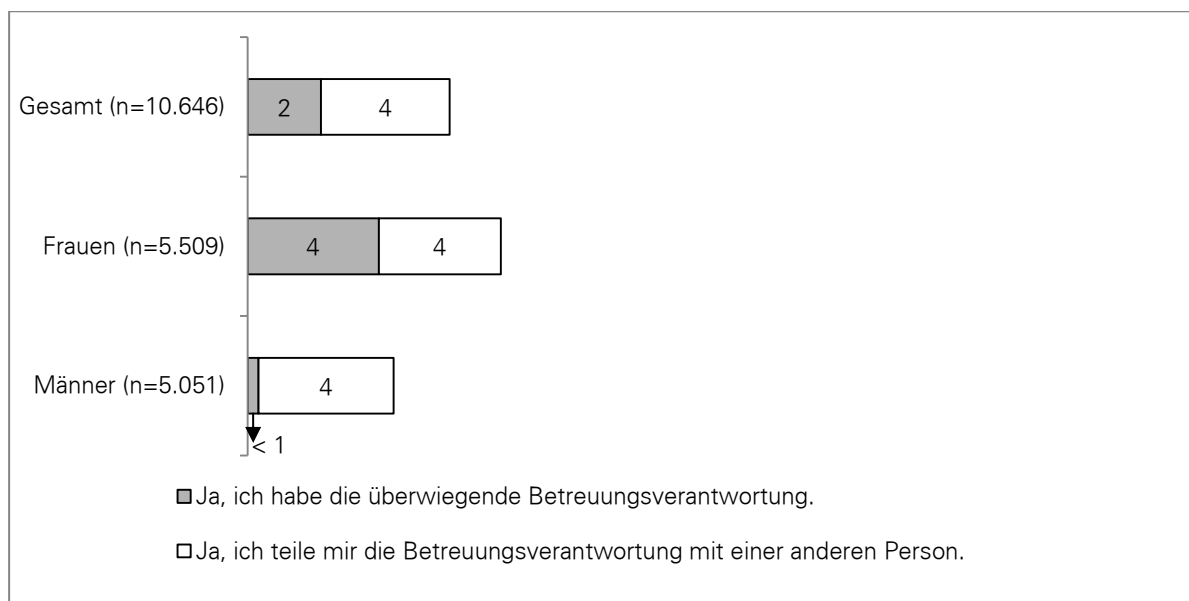 Gesamt (n=10.646) 2 4
Frauen (n=5.509) 4 4
Männer (n=5.051) 4
< 1
Ja, ich habe die überwiegende Betreuungsverantwortung.
Ja, ich teile mir die Betreuungsverantwortung mit einer anderen Person.